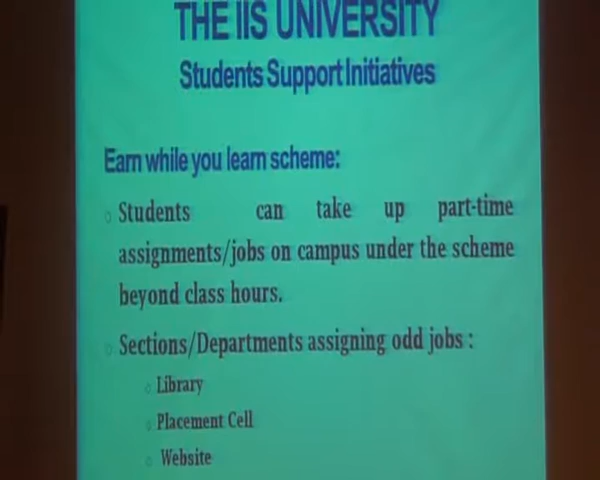 THE IIS UNIVERSITY
Students Support Initiatives
Earn while you learn scheme:
Students can take up part-time
assignments/jobs on campus under the scheme
beyond class hours.
Sections/Departments assigning odd jobs :
Library
Placement Cell
Website